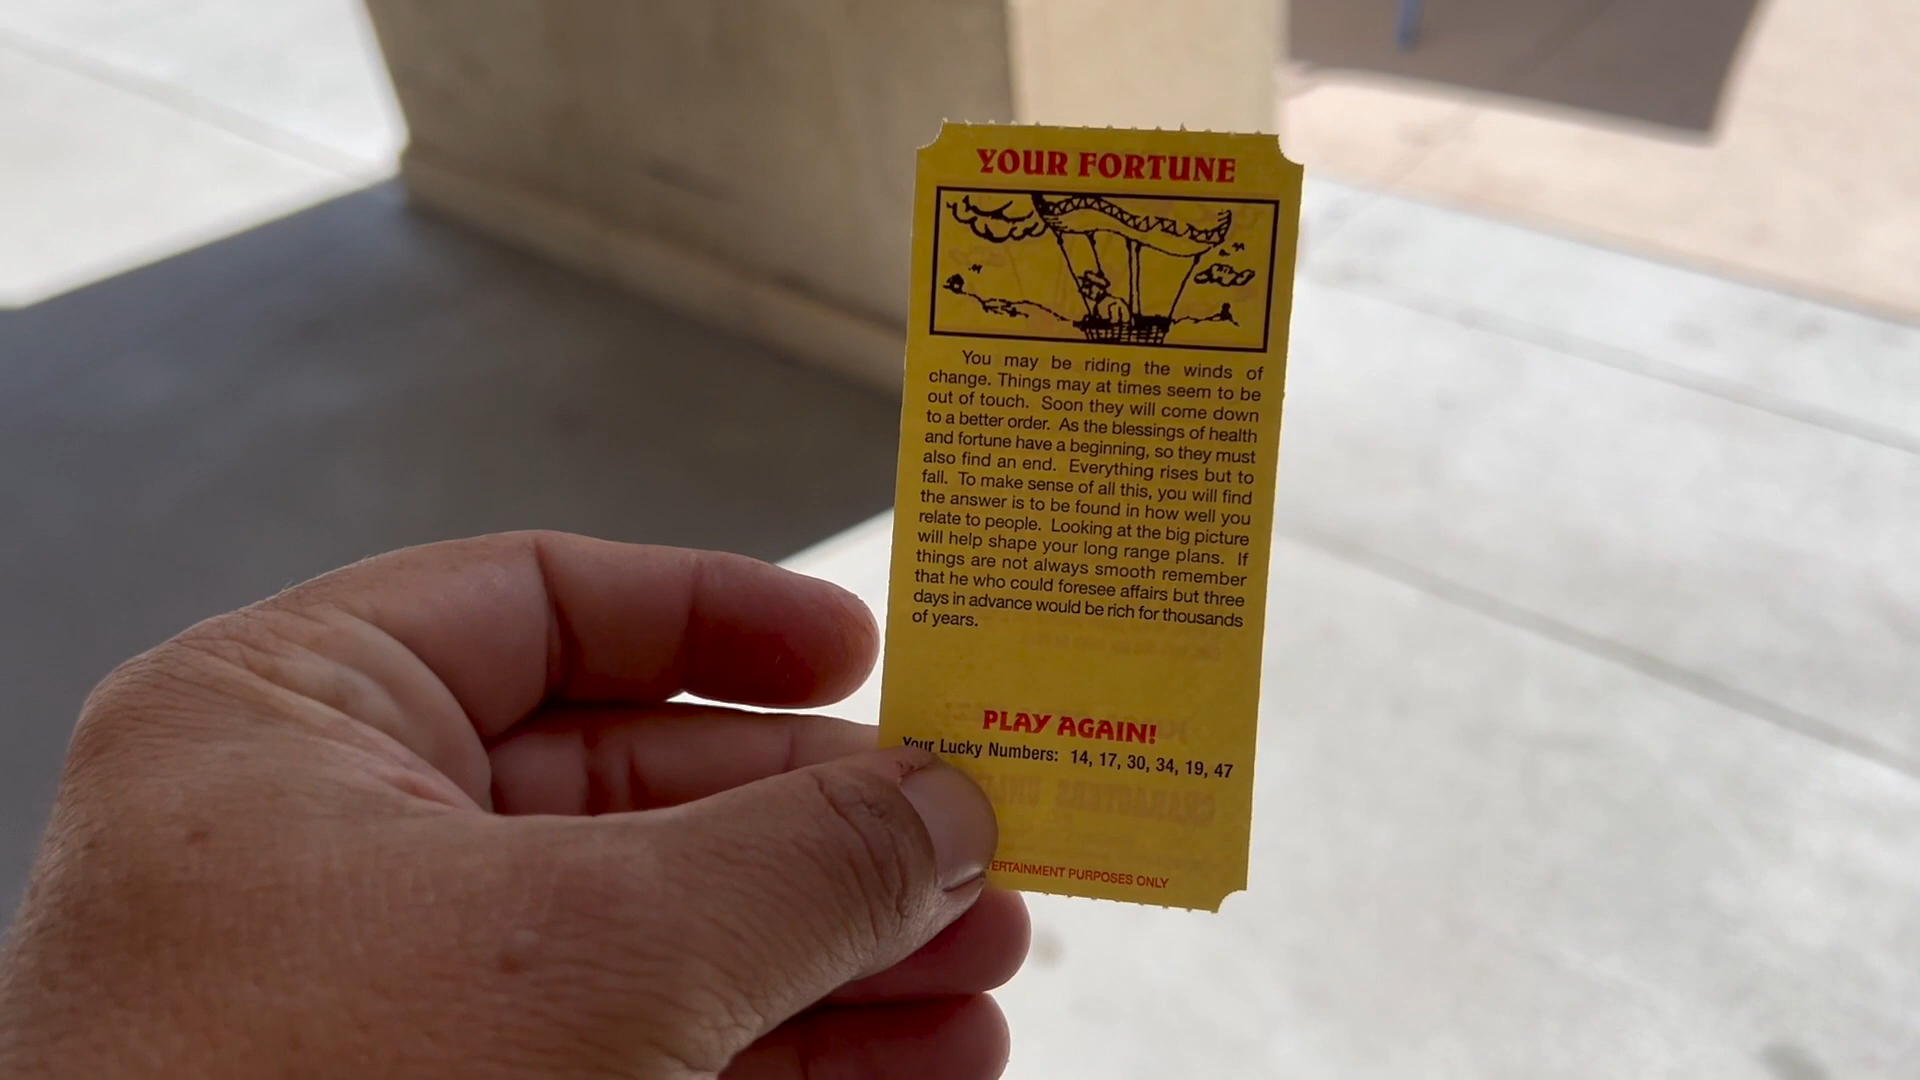 YOUR FORTUNE
You may be riding the winds of
change. Things may at times seem to be
out of touch. Soon they will come down
to a better order. As the blessings of health
and fortune have a beginning, so they must
also find an end. Everything rises but to
fall. To make sense of all this, you will find
the answer is to be found in how well you
relate to people. Looking at the big picture
will help shape your long range plans. If
things are not always smooth remember
that he who could foresee affairs but three
days in advance would be rich for thousands
of years.
PLAY AGAIN!
Your Lucky Numbers: 14, 17, 30, 34, 19, 47
PURPOSES ONLY